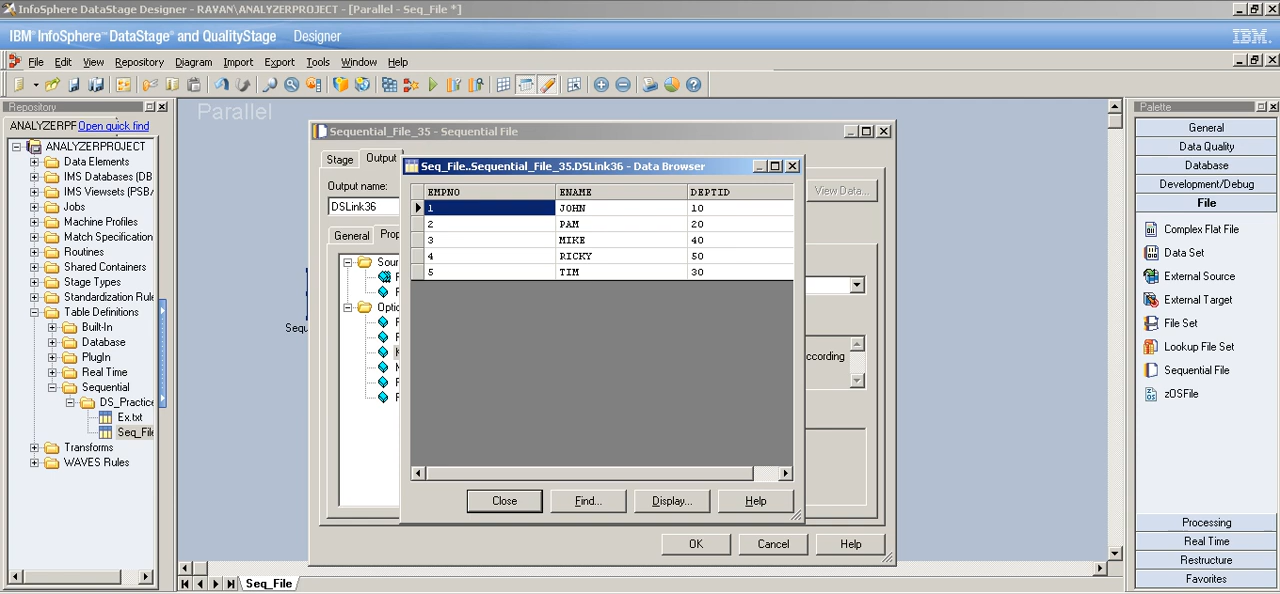 InfoSphere DataStage Designer - RAVAN\ANALYZERPROJECT - [Parallel - Seq_File *]
IBM® InfoSphere™ DataStage® and QualityStage Designer IBM.
File Edit View Repository Diagram Import Export Tools Window Help
Repository
ANALYZERPF Open quick find
ANALYZERPROJECT
Data Elements
IMS Databases (DB
IMS Viewsets (PSB/
Jobs
Machine Profiles
Match Specification
Routines
Shared Containers
Stage Types
Standardization Rule
Table Definitions
Built-In
Database
PlugIn
Real Time
Sequential
DS_Practice
Ex.txt
Seq_File
Transforms
WAVES Rules
Parallel
Sequ
Sequential_File_35 - Sequential File
Stage Output
Output name:
DSLink36
View Data...
General Prop
Sour
Optic
ccording
OK Cancel Help
Seq_File..Sequential_File_35.DSLink36 - Data Browser
EMPNO ENAME DEPTID
1 JOHN 10
2 PAM 20
3 MIKE 40
4 RICKY 50
5 TIM 30
Close Find... Display... Help
Seq_File
Palette
General
Data Quality
Database
Development/Debug
File
Complex Flat File
Data Set
External Source
External Target
File Set
Lookup File Set
Sequential File
zOSFile
Processing
Real Time
Restructure
Favorites